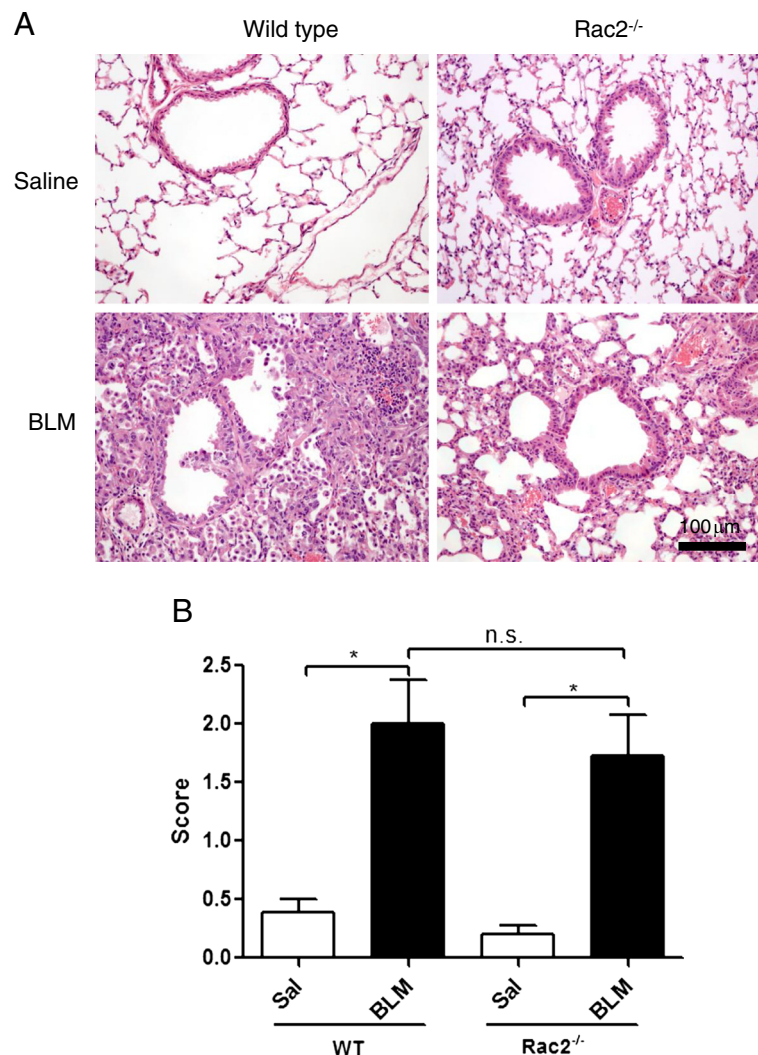 A
Wild type
Rac2-/-
Saline
BLM
100 µm
B
n.s.
*
*
2.5
2.0
1.5
1.0
0.5
0.0
Score
Sal
BLM
Sal
BLM
WT
Rac2-/-